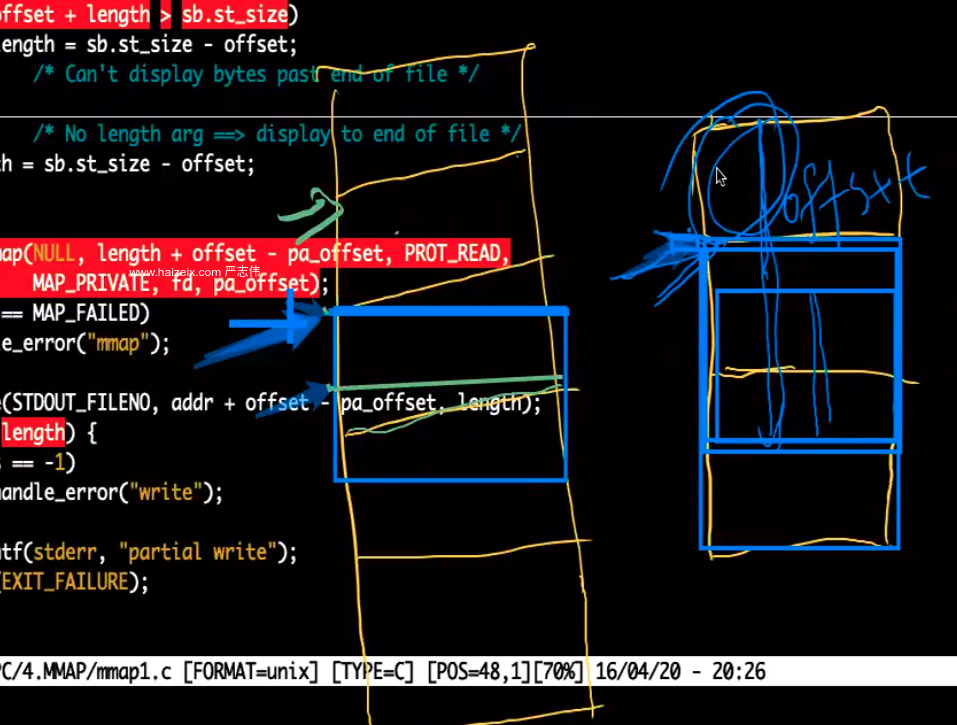 offset + length > sb.st_size)
length = sb.st_size - offset;
/* Can't display bytes past end of file */
/* No length arg ==> display to end of file */
th = sb.st_size - offset;
map(NULL, length + offset - pa_offset, PROT_READ,
www.haizeix.com 严志伟
MAP_PRIVATE, fd, pa_offset);
== MAP_FAILED)
le_error("mmap");
e(STDOUT_FILENO, addr + offset - pa_offset, length);
length) {
s == -1)
handle_error("write");
ntf(stderr, "partial write");
EXIT_FAILURE);
PC/4.MMAP/mmap1.c [FORMAT=unix] [TYPE=C] [POS=48,1][70%] 16/04/20 - 20:26
offsxt